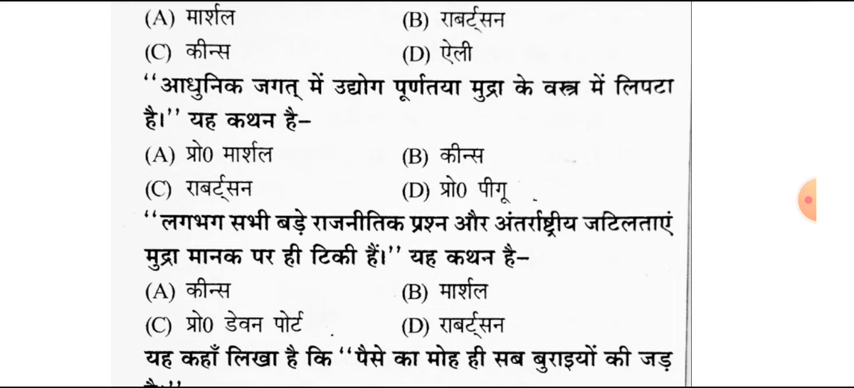 (A) मार्शल (B) राबर्ट्सन
(C) कीन्स (D) ऐली
‘‘आधुनिक जगत् में उद्योग पूर्णतया मुद्रा के वस्त्र में लिपटा
है।’’ यह कथन है–
(A) प्रो0 मार्शल (B) कीन्स
(C) राबर्ट्सन (D) प्रो0 पीगू
‘‘लगभग सभी बड़े राजनीतिक प्रश्न और अंतर्राष्ट्रीय जटिलताएं
मुद्रा मानक पर ही टिकी हैं।’’ यह कथन है–
(A) कीन्स (B) मार्शल
(C) प्रो0 डेवन पोर्ट (D) राबर्ट्सन
यह कहाँ लिखा है कि ‘‘पैसे का मोह ही सब बुराइयों की जड़